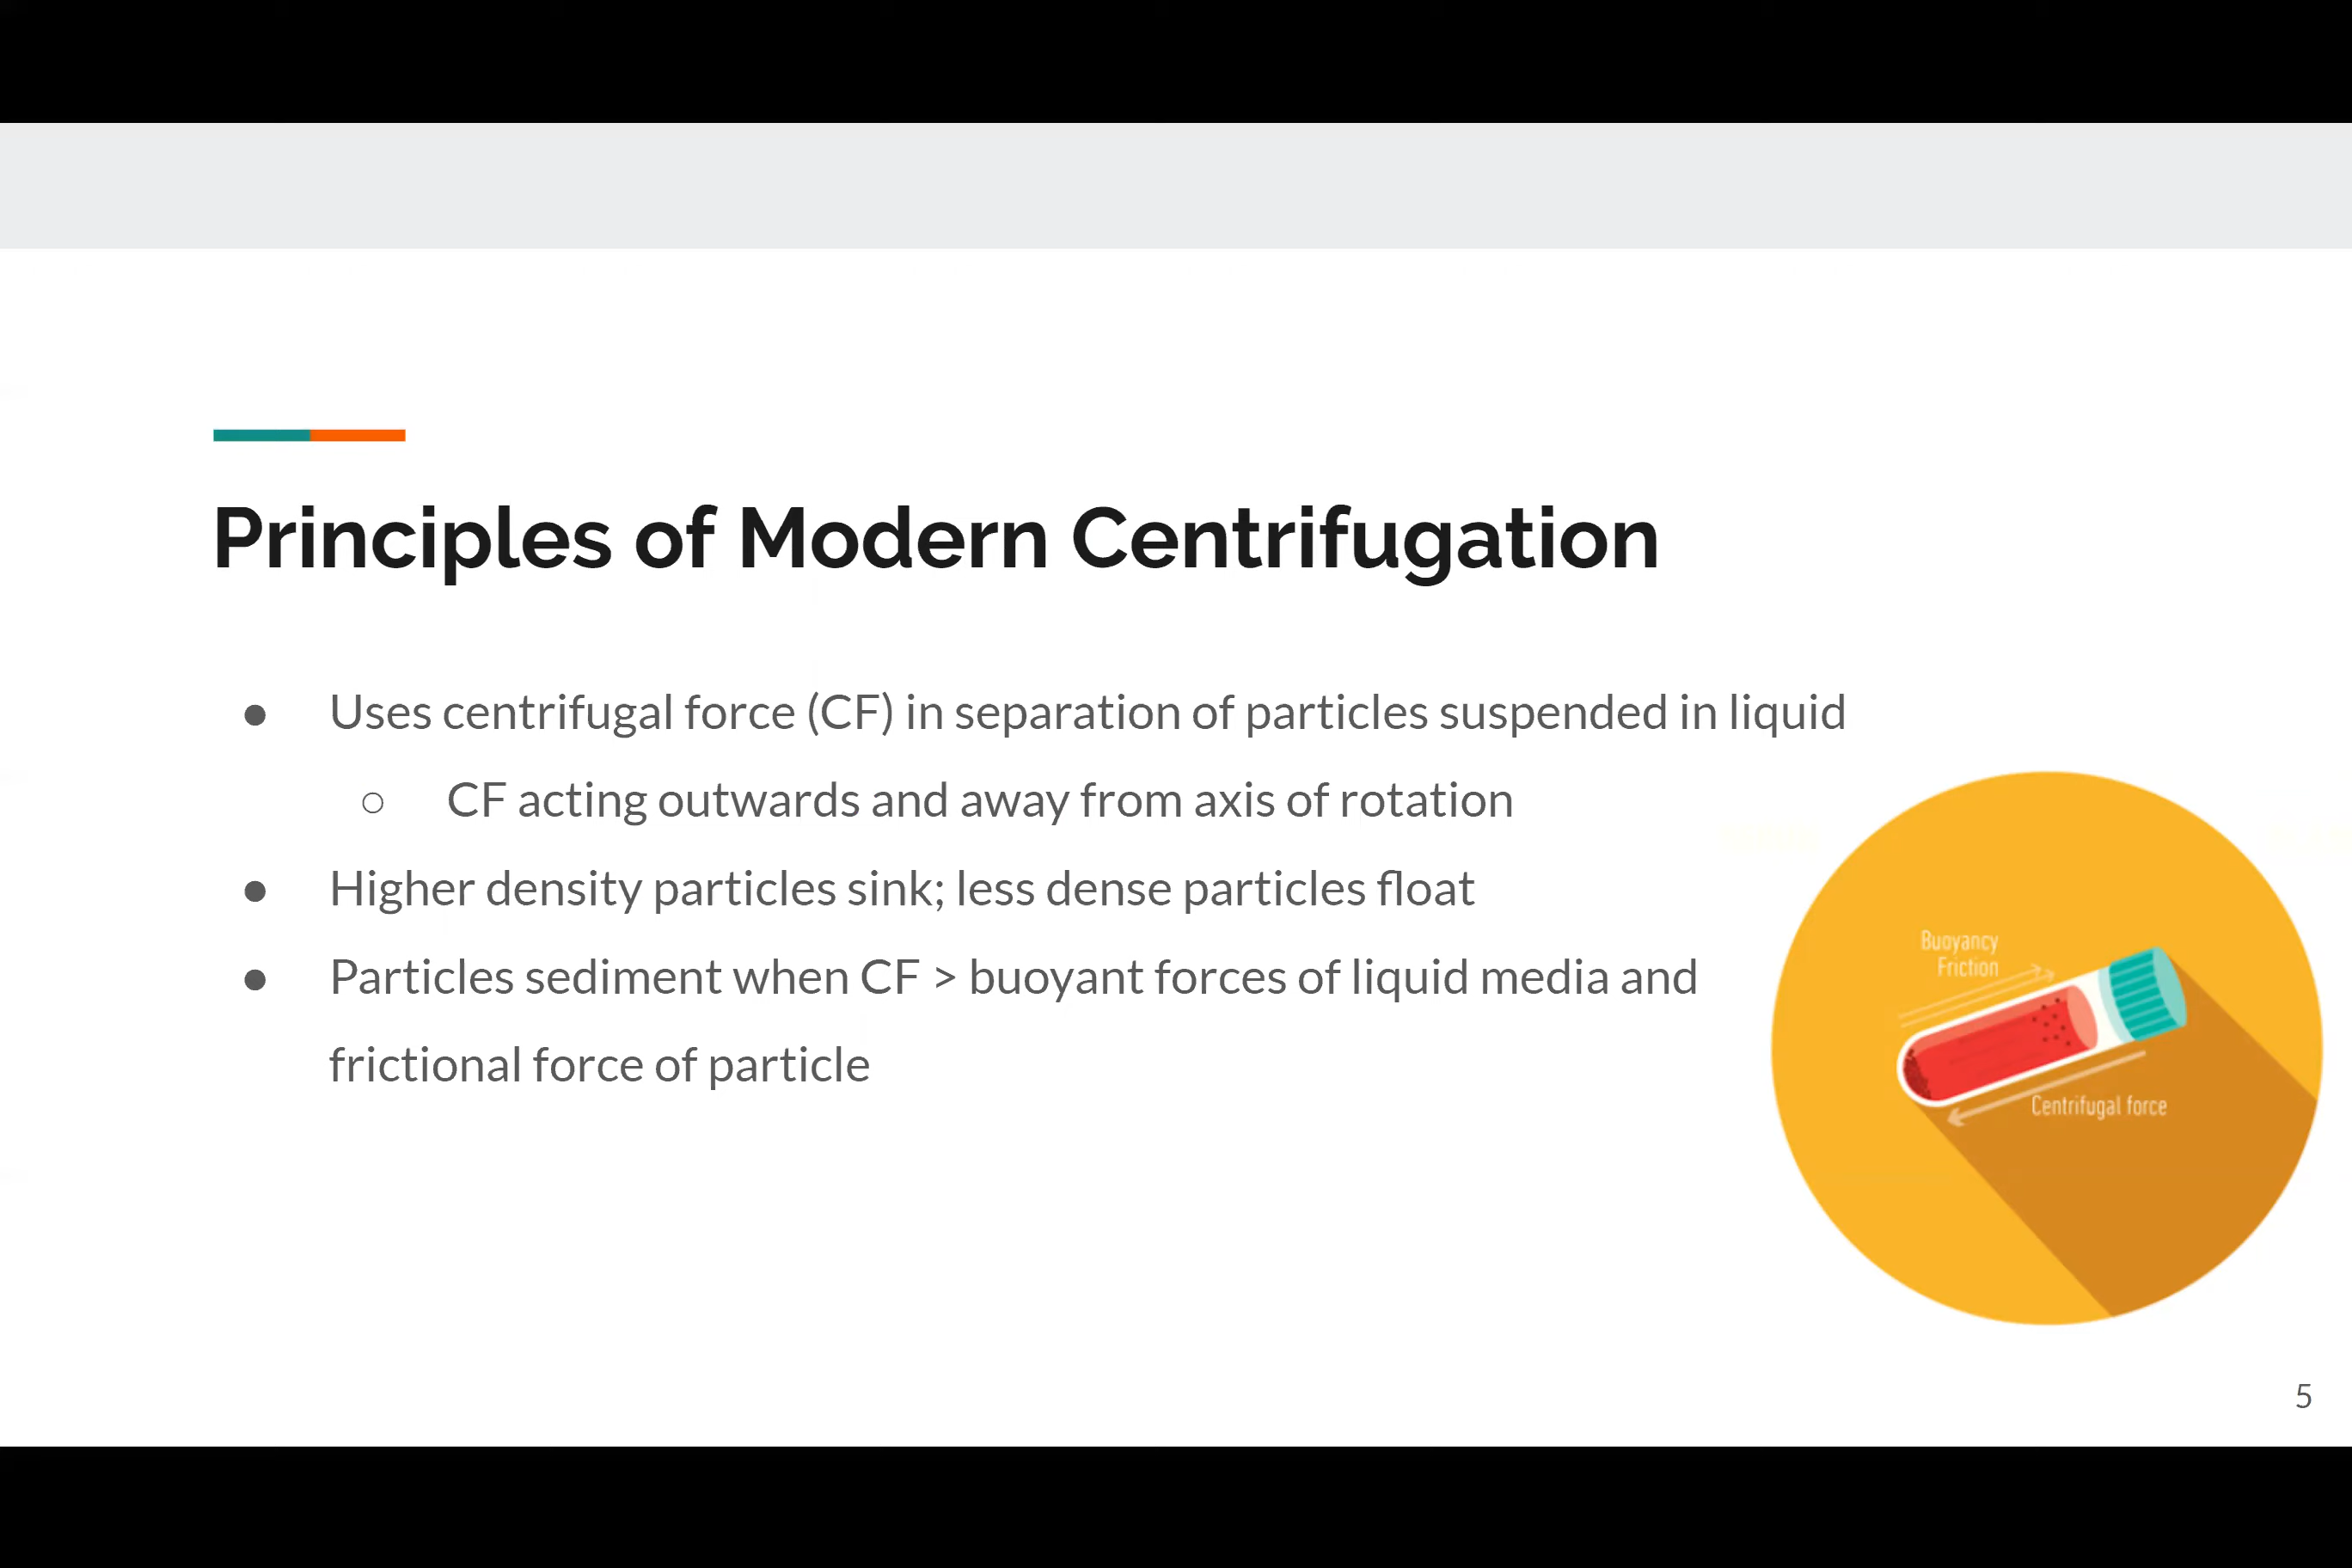 Principles of Modern Centrifugation
● Uses centrifugal force (CF) in separation of particles suspended in liquid
○ CF acting outwards and away from axis of rotation
● Higher density particles sink; less dense particles float
● Particles sediment when CF > buoyant forces of liquid media and
frictional force of particle
Buoyancy
Friction
Centrifugal force
5